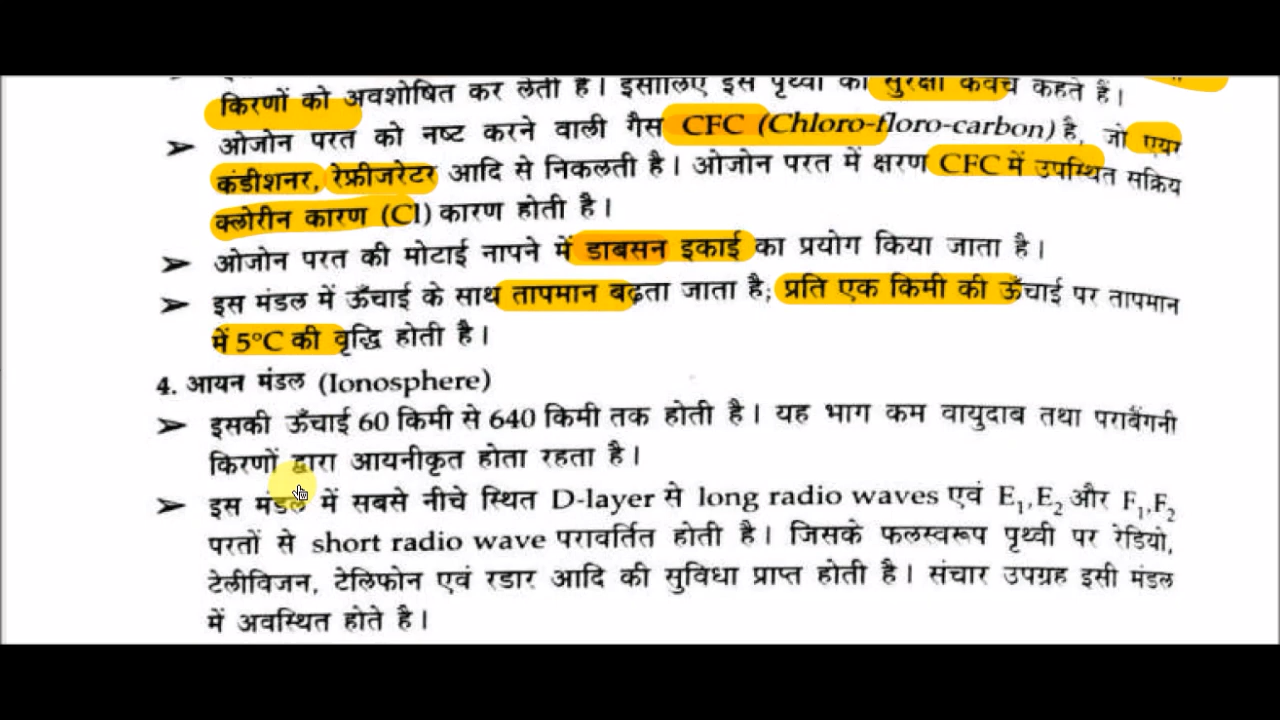 किरणों को अवशोषित कर लेती है। इसीलिए इसे पृथ्वी का सुरक्षा कवच कहते हैं।
➤ ओजोन परत को नष्ट करने वाली गैस CFC (Chloro-floro-carbon) है, जो एयर
कंडीशनर, रेफ्रीजरेटर आदि से निकलती है। ओजोन परत में क्षरण CFC में उपस्थित सक्रिय
क्लोरीन कारण (Cl) कारण होती है।
➤ ओजोन परत की मोटाई नापने में डाबसन इकाई का प्रयोग किया जाता है।
➤ इस मंडल में ऊँचाई के साथ तापमान बढ़ता जाता है; प्रति एक किमी की ऊँचाई पर तापमान
में 5°C की वृद्धि होती है।
4. आयन मंडल (Ionosphere)
➤ इसकी ऊँचाई 60 किमी से 640 किमी तक होती है। यह भाग कम वायुदाब तथा पराबैंगनी
किरणों द्वारा आयनीकृत होता रहता है।
➤ इस मंडल में सबसे नीचे स्थित D-layer से long radio waves एवं E₁,E₂ और F₁,F₂
परतों से short radio wave परावर्तित होती है। जिसके फलस्वरूप पृथ्वी पर रेडियो,
टेलीविजन, टेलिफोन एवं रडार आदि की सुविधा प्राप्त होती है। संचार उपग्रह इसी मंडल
में अवस्थित होते है।